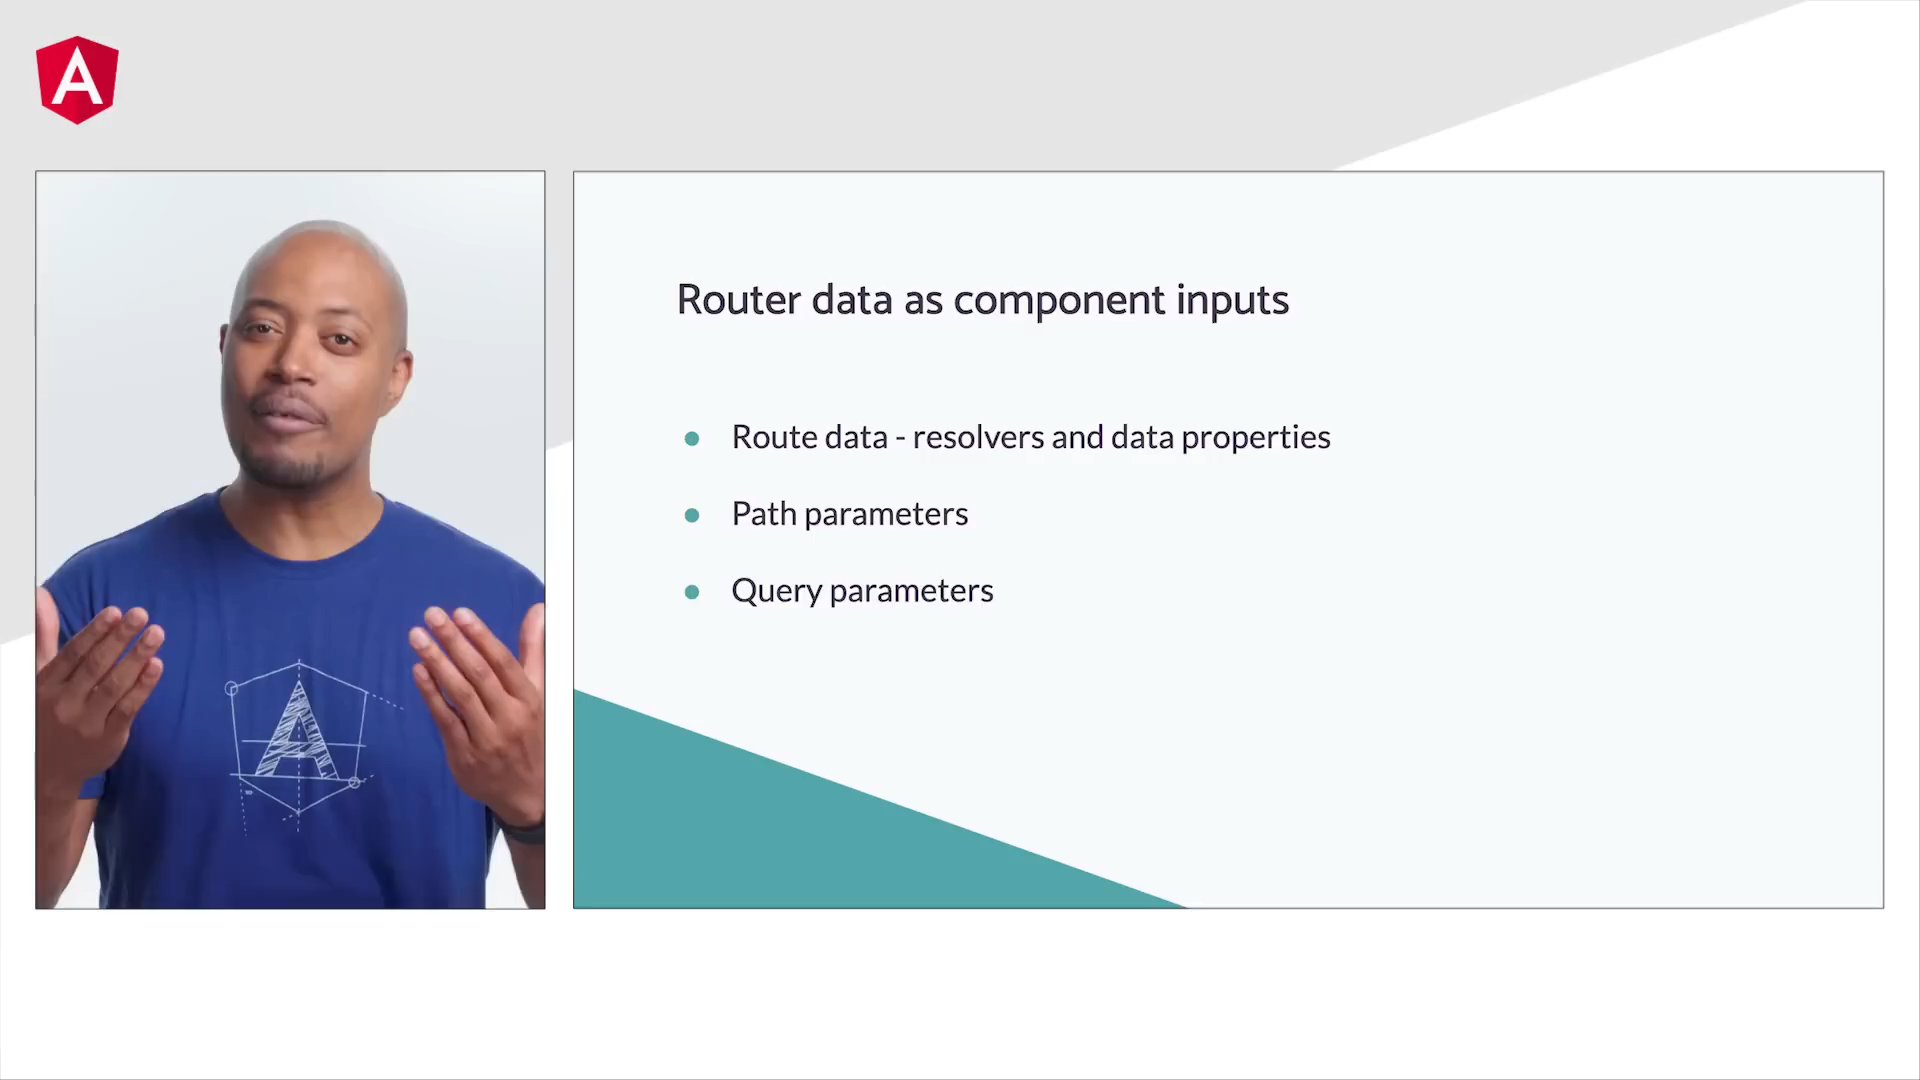 A
Router data as component inputs
Route data - resolvers and data properties
Path parameters
Query parameters
A